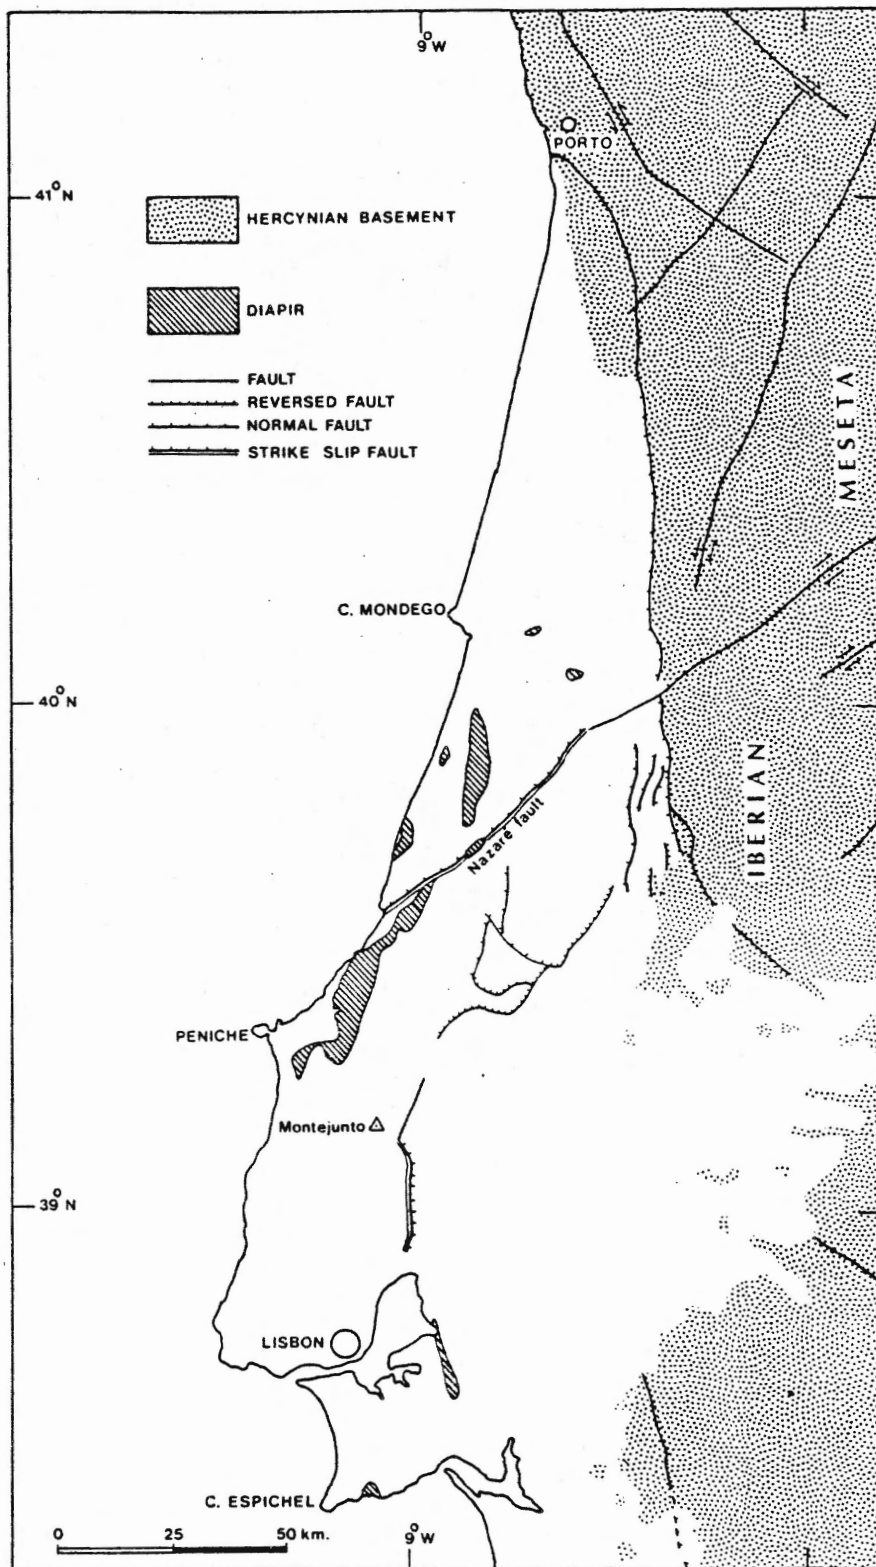 9°W
PORTO
41°N
HERCYNIAN BASEMENT
DIAPIR
FAULT
REVERSED FAULT
NORMAL FAULT
STRIKE SLIP FAULT
MESETA
C. MONDEGO
40°N
IBERIAN
Nazaré fault
PENICHE
Montejunto
39°N
LISBON
C. ESPICHEL
0 25 50 km.
9°W